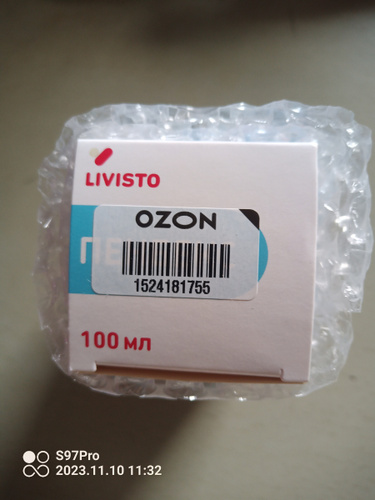 LIVISTO
OZON
1524181755
100 мл
S97Pro
2023.11.10 11:32